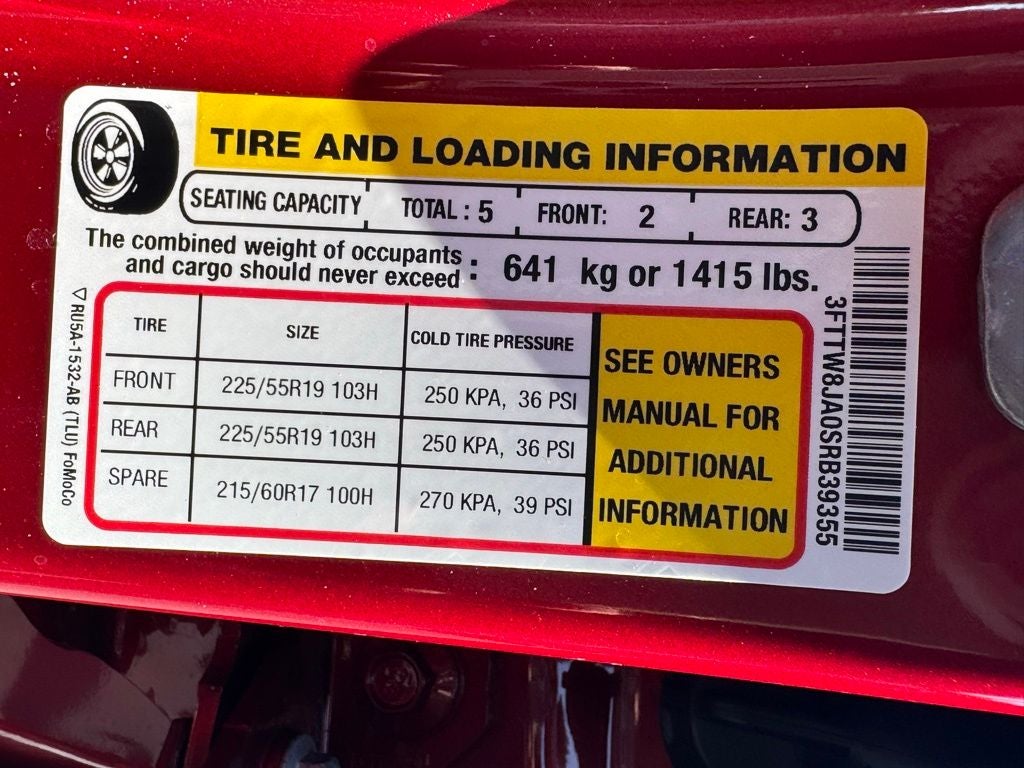 TIRE AND LOADING INFORMATION
SEATING CAPACITY TOTAL : 5 FRONT: 2 REAR: 3
The combined weight of occupants
and cargo should never exceed : 641 kg or 1415 lbs.
TIRE SIZE COLD TIRE PRESSURE
FRONT 225/55R19 103H 250 KPA, 36 PSI
REAR 225/55R19 103H 250 KPA, 36 PSI
SPARE 215/60R17 100H 270 KPA, 39 PSI
SEE OWNERS
MANUAL FOR
ADDITIONAL
INFORMATION
3FTTW8JA0SRB39355
▽RU5A-1532-AB (TLU) FoMoCo